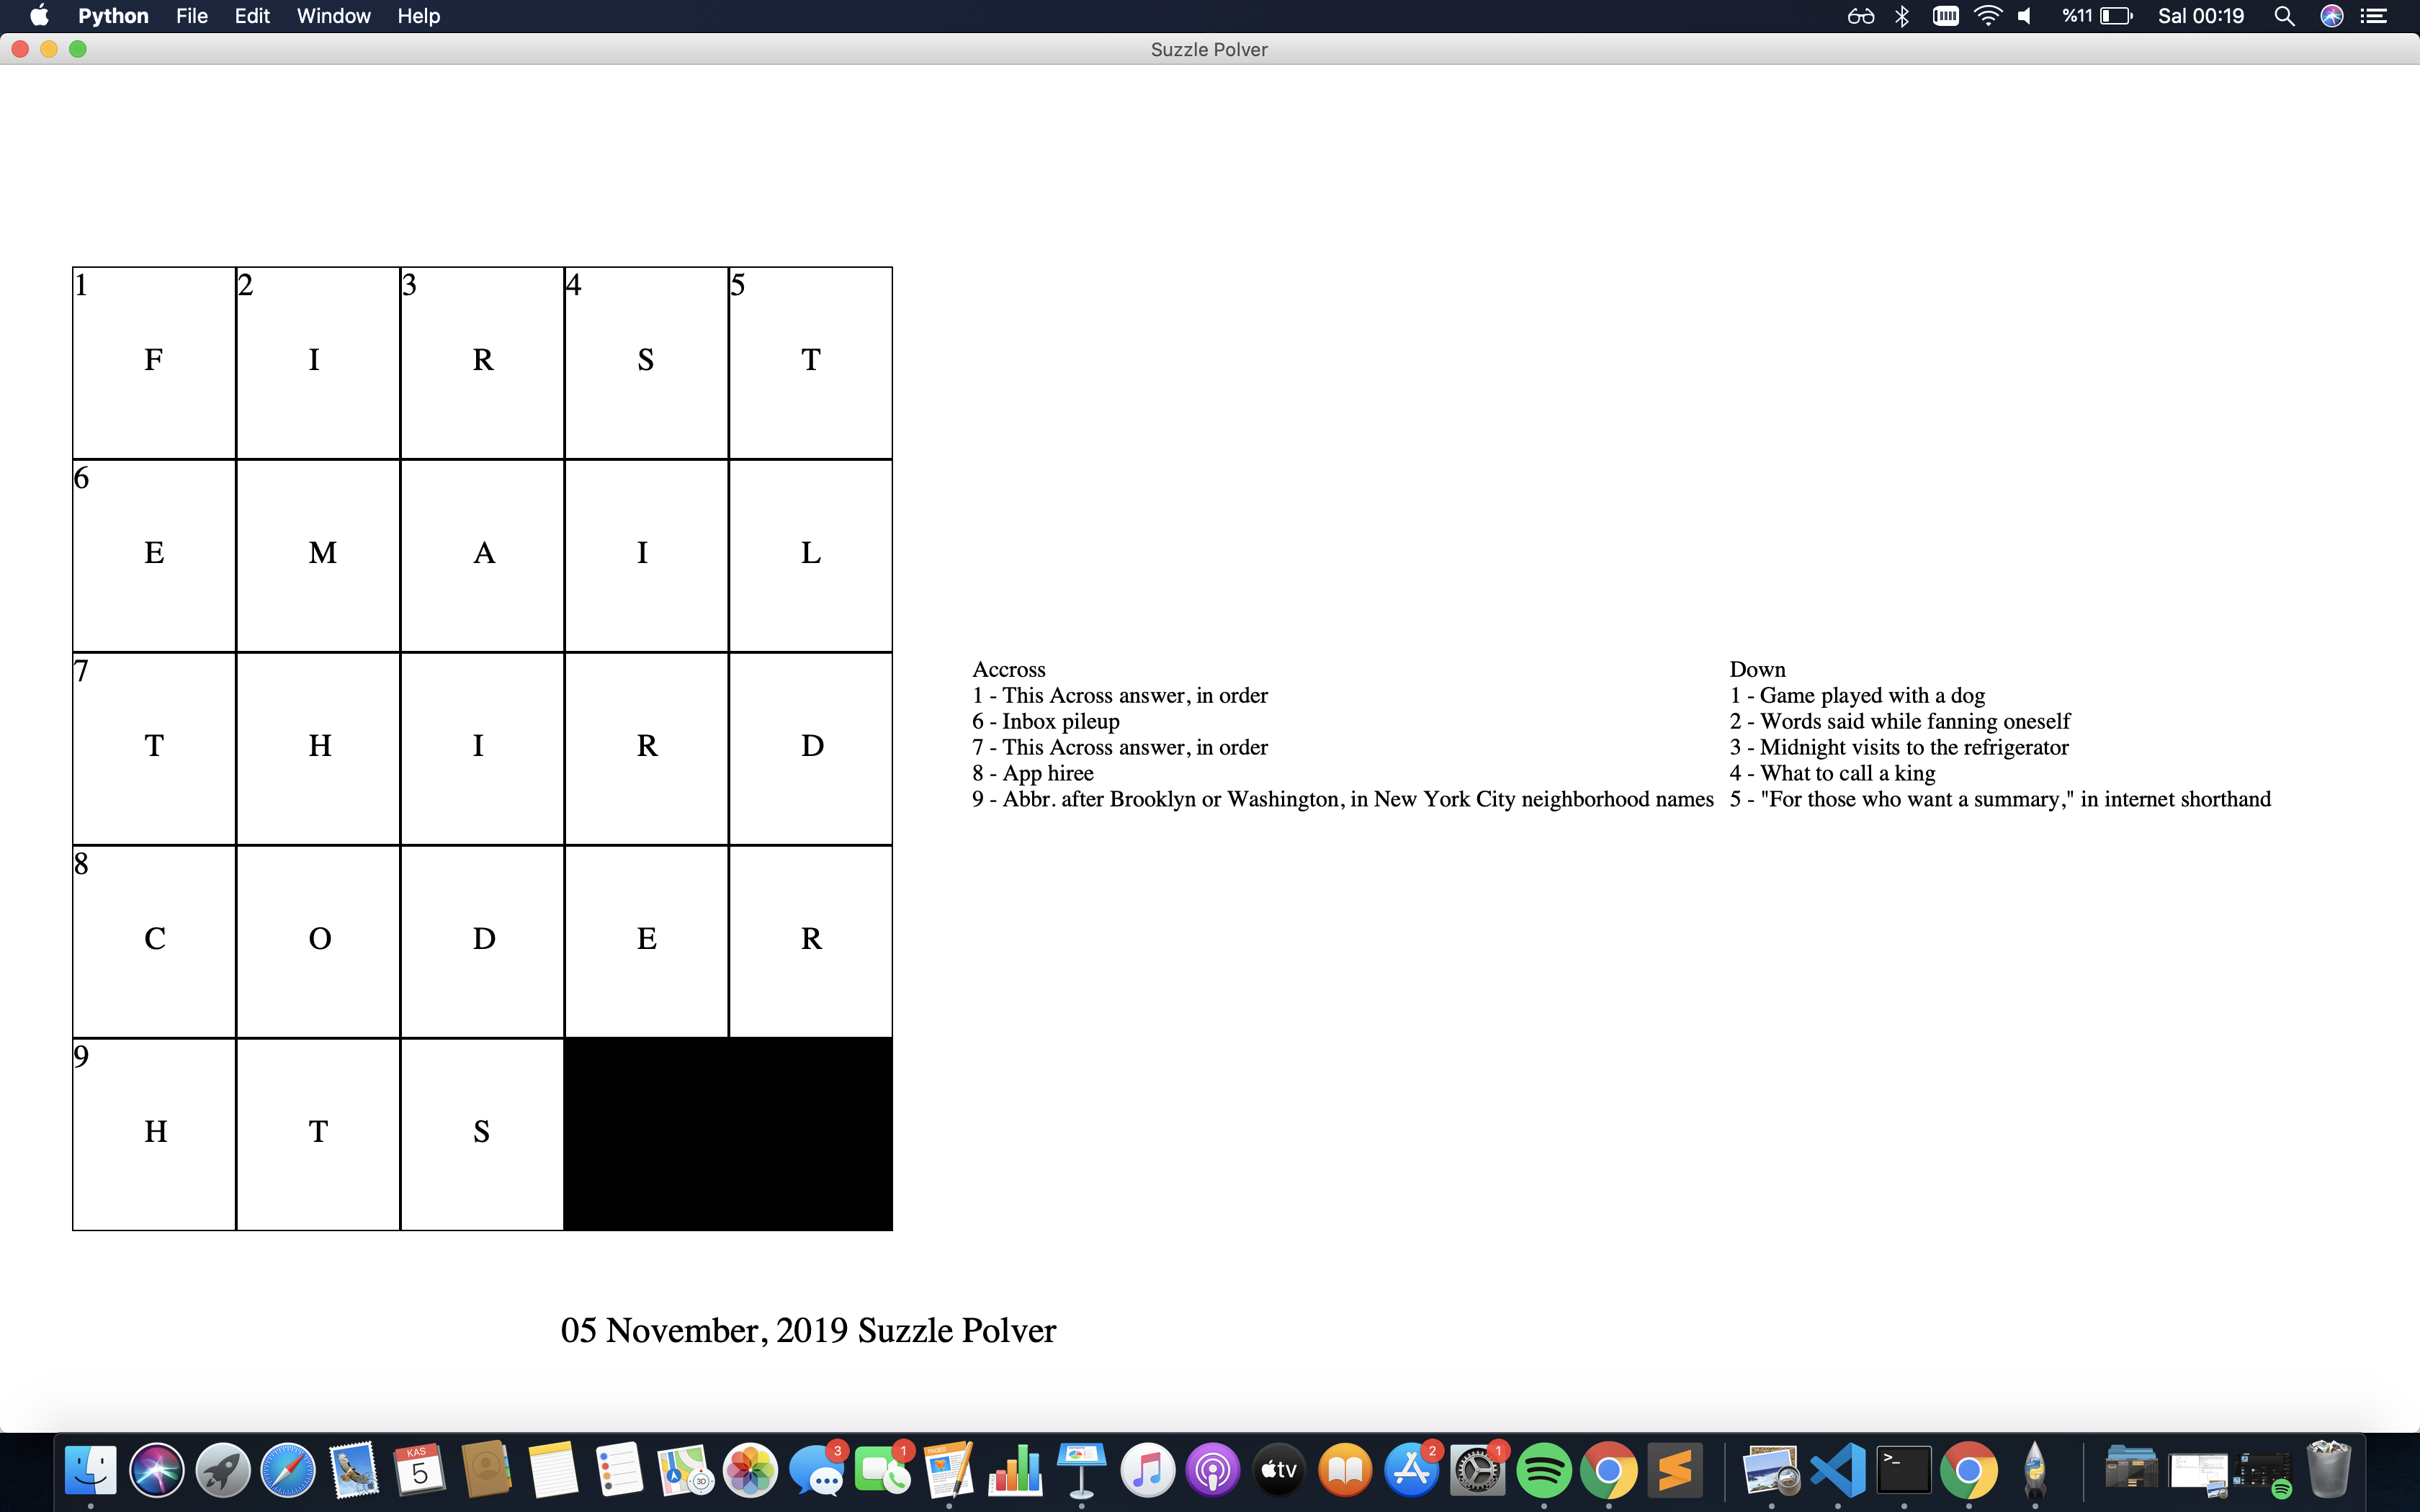 Python File Edit Window Help %11 Sal 00:19
Suzzle Polver
1 2 3 4 5
F I R S T
6
E M A I L
7
T H I R D
8
C O D E R
9
H T S
Accross
1 - This Across answer, in order
6 - Inbox pileup
7 - This Across answer, in order
8 - App hiree
9 - Abbr. after Brooklyn or Washington, in New York City neighborhood names
Down
1 - Game played with a dog
2 - Words said while fanning oneself
3 - Midnight visits to the refrigerator
4 - What to call a king
5 - "For those who want a summary," in internet shorthand
05 November, 2019 Suzzle Polver
KAS
5
3D
3
1
PAGES
tv
2
1
>_